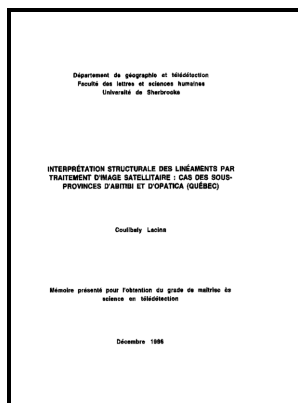 Département de géographie et télédétection
Faculté des lettres et sciences humaines
Université de Sherbrooke
INTERPRÉTATION STRUCTURALE DES LINÉAMENTS PAR
TRAITEMENT D'IMAGE SATELLITAIRE : CAS DES SOUS-
PROVINCES D'ABITIBI ET D'OPATICA (QUÉBEC)
Coulibaly Lacina
Mémoire présenté pour l'obtention du grade de maîtrise ès
science en télédétection
Décembre 1996